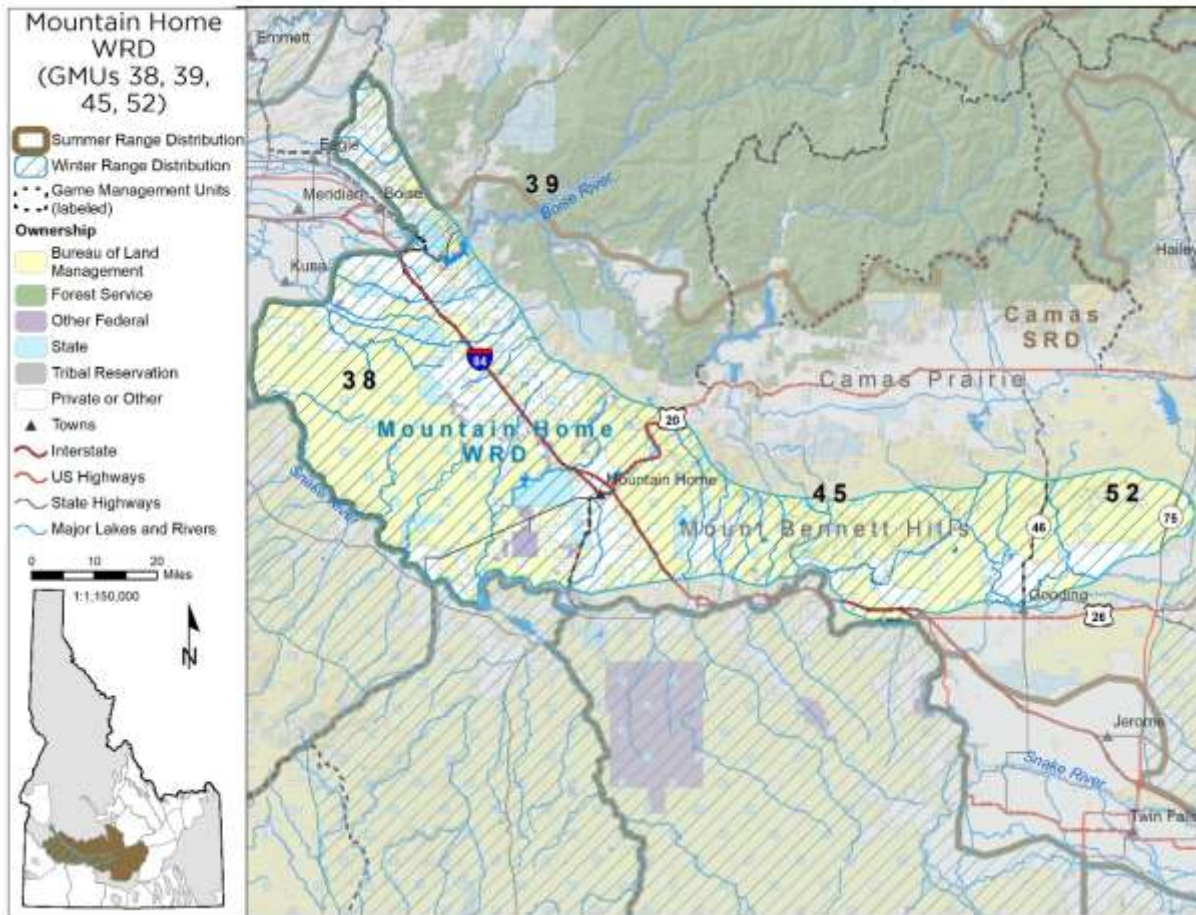 Mountain Home
WRD
(GMUs 38, 39,
45, 52)
Summer Range Distribution
Winter Range Distribution
Game Management Units
(labeled)
Ownership
Bureau of Land
Management
Forest Service
Other Federal
State
Tribal Reservation
Private or Other
Towns
Interstate
US Highways
State Highways
Major Lakes and Rivers
0 10 20
Miles
1:1,150,000
N
Emmett
Eagle
Meridian
Boise
Kuna
39
Boise River
Hailey
Camas
SRD
84
38
Camas Prairie
20
Mountain Home
WRD
Snake River
Mountain Home
45
52
Mount Bennett Hills
46
75
Gooding
26
Jerome
Snake River
Twin Falls